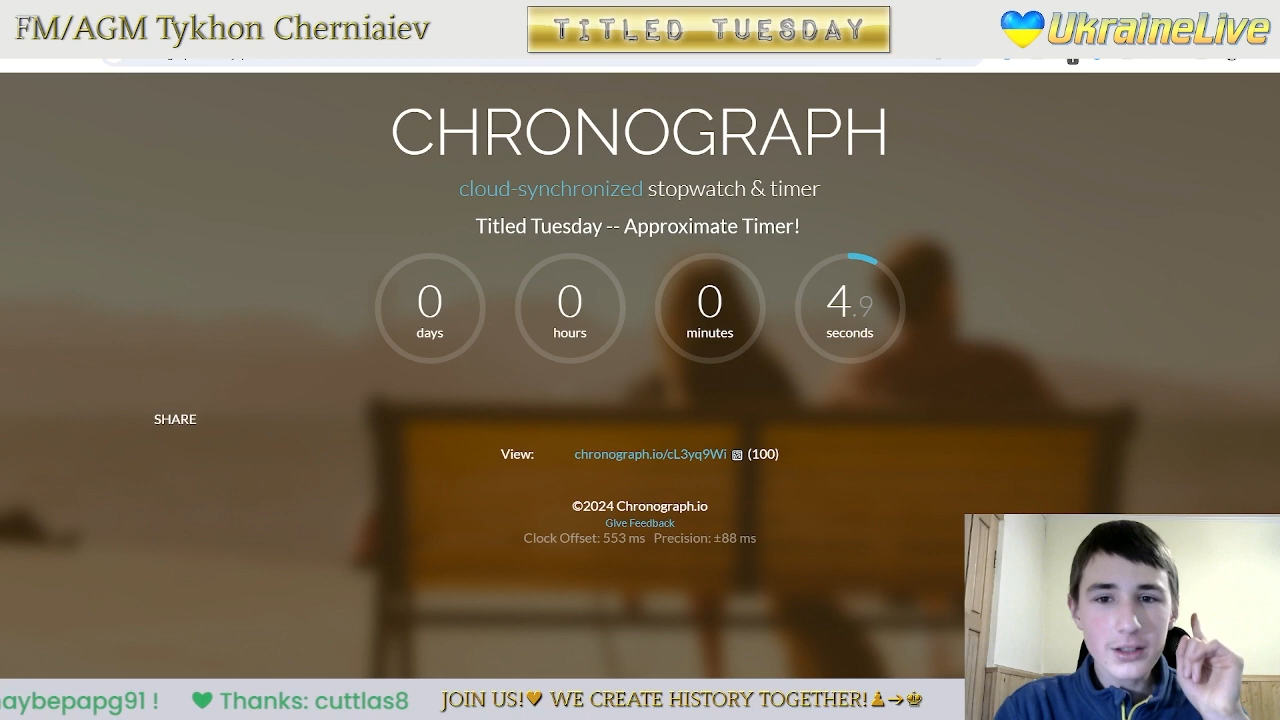 FM/AGM Tykhon Cherniaiev
TITLED TUESDAY
UkraineLive
CHRONOGRAPH
cloud-synchronized stopwatch & timer
Titled Tuesday -- Approximate Timer!
0 0 0 4.9
days hours minutes seconds
SHARE
View: chronograph.io/cL3yq9Wi (100)
©2024 Chronograph.io
Give Feedback
Clock Offset: 553 ms Precision: ±88 ms
aybepapg91 ! 💚 Thanks: cuttlas8 JOIN US!🧡 WE CREATE HISTORY TOGETHER!♟➔♚